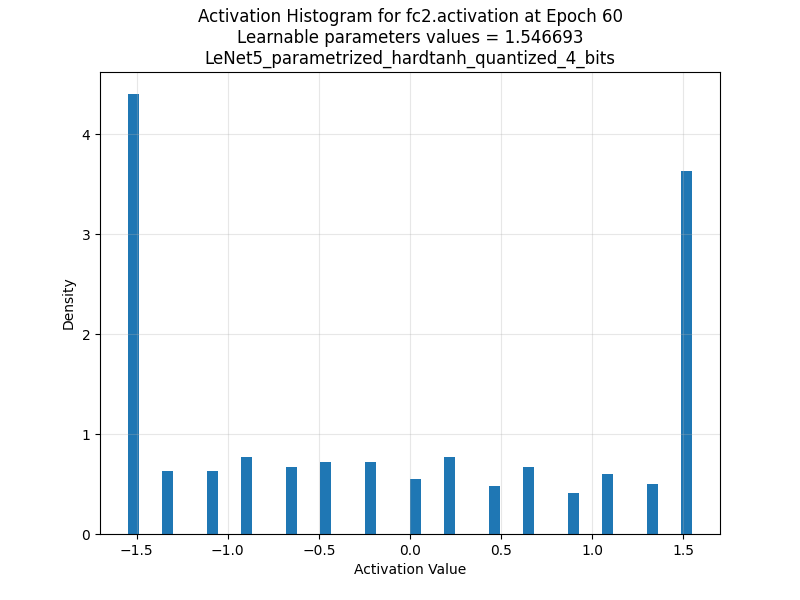 Activation Histogram for fc2.activation at Epoch 60
Learnable parameters values = 1.546693
LeNet5_parametrized_hardtanh_quantized_4_bits
4
3
2
1
0
Density
−1.5 −1.0 −0.5 0.0 0.5 1.0 1.5
Activation Value